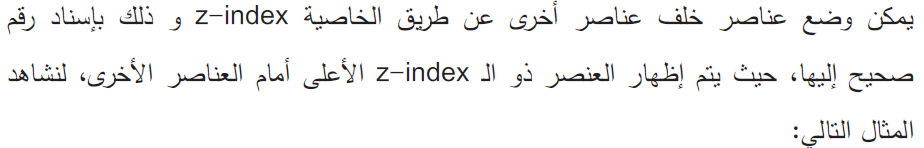 يمكن وضع عناصر خلف عناصر أخرى عن طريق الخاصية z-index و ذلك بإسناد رقم
صحيح إليها، حيث يتم إظهار العنصر ذو الـ z-index الأعلى أمام العناصر الأخرى، لنشاهد
المثال التالي: